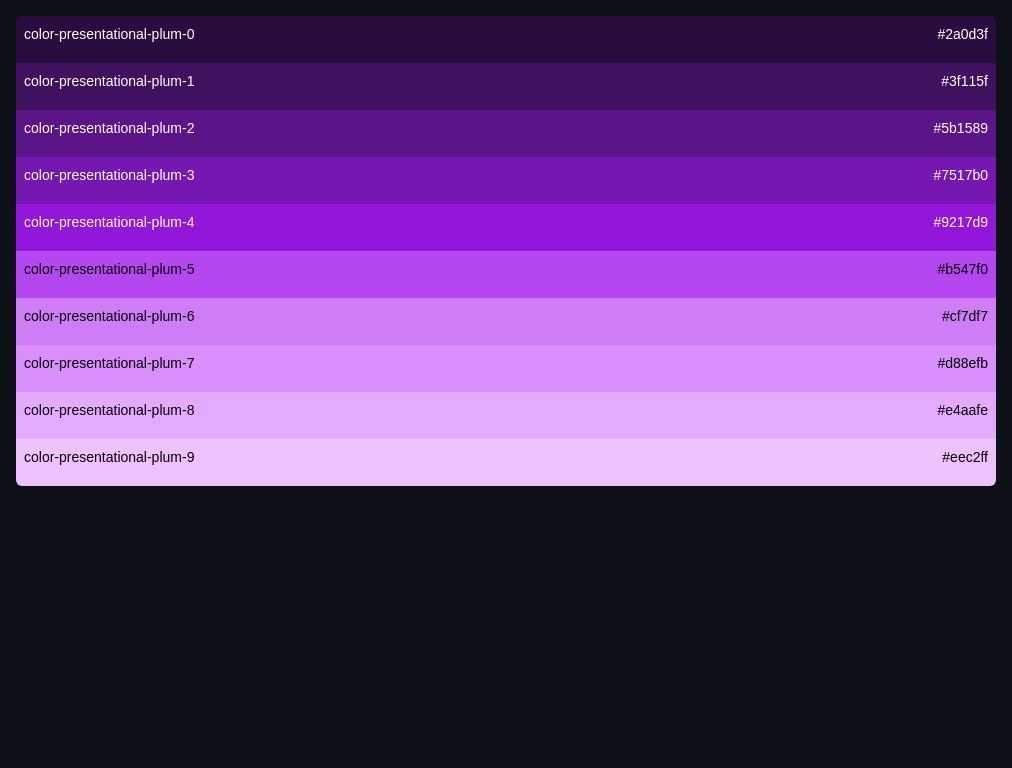 color-presentational-plum-0 #2a0d3f
color-presentational-plum-1 #3f115f
color-presentational-plum-2 #5b1589
color-presentational-plum-3 #7517b0
color-presentational-plum-4 #9217d9
color-presentational-plum-5 #b547f0
color-presentational-plum-6 #cf7df7
color-presentational-plum-7 #d88efb
color-presentational-plum-8 #e4aafe
color-presentational-plum-9 #eec2ff